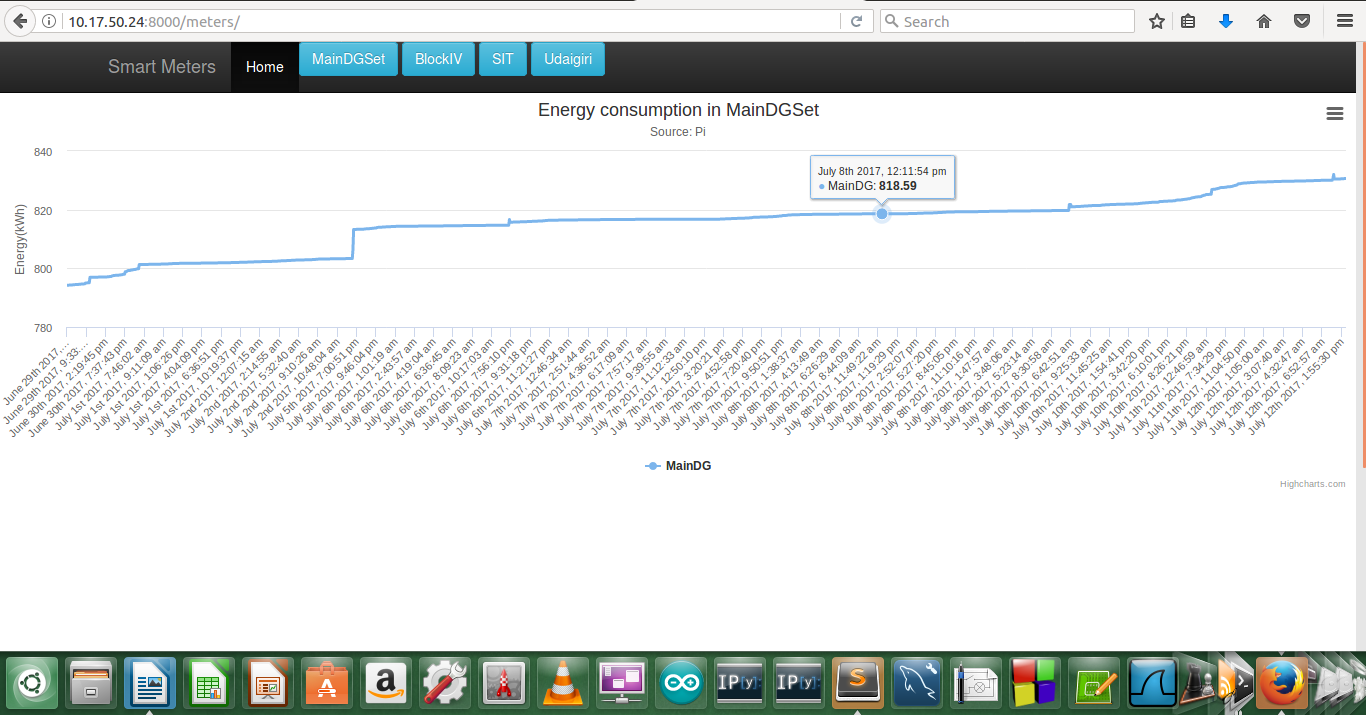 10.17.50.24:8000/meters/
Search
Smart Meters
Home
MainDGSet
BlockIV
SIT
Udaigiri
Energy consumption in MainDGSet
Source: Pi
Energy(kWh)
840
820
800
780
July 8th 2017, 12:11:54 pm
MainDG: 818.59
June 29th 2017,...
June 29th 2017, 9:33:...
June 30th 2017, 2:19:45 pm
June 30th 2017, 7:37:43 pm
July 1st 2017, 7:46:02 am
July 1st 2017, 9:11:09 am
July 1st 2017, 1:06:26 pm
July 1st 2017, 4:04:09 pm
July 1st 2017, 6:36:51 pm
July 1st 2017, 10:19:37 pm
July 2nd 2017, 12:07:15 am
July 2nd 2017, 2:14:55 am
July 2nd 2017, 5:32:40 am
July 2nd 2017, 9:10:26 am
July 2nd 2017, 10:48:04 am
July 5th 2017, 7:00:51 pm
July 5th 2017, 9:46:04 pm
July 6th 2017, 1:01:19 am
July 6th 2017, 2:43:57 am
July 6th 2017, 4:19:04 am
July 6th 2017, 6:36:45 am
July 6th 2017, 8:09:23 am
July 6th 2017, 10:17:03 am
July 6th 2017, 7:56:10 pm
July 6th 2017, 9:31:18 pm
July 6th 2017, 11:21:27 pm
July 7th 2017, 12:46:34 am
July 7th 2017, 2:51:44 am
July 7th 2017, 4:36:52 am
July 7th 2017, 6:17:09 am
July 7th 2017, 7:57:17 am
July 7th 2017, 9:39:55 am
July 7th 2017, 11:12:33 am
July 7th 2017, 12:50:10 pm
July 7th 2017, 3:20:21 pm
July 7th 2017, 4:52:58 pm
July 7th 2017, 7:20:40 pm
July 7th 2017, 9:50:51 pm
July 8th 2017, 1:38:37 am
July 8th 2017, 4:13:49 am
July 8th 2017, 6:26:29 am
July 8th 2017, 8:44:09 am
July 8th 2017, 11:49:22 am
July 8th 2017, 1:19:29 pm
July 8th 2017, 2:52:07 pm
July 8th 2017, 5:27:20 pm
July 8th 2017, 8:45:05 pm
July 8th 2017, 11:10:16 pm
July 9th 2017, 1:47:57 am
July 9th 2017, 3:48:06 am
July 9th 2017, 5:23:14 am
July 9th 2017, 8:30:58 am
July 10th 2017, 6:42:51 am
July 10th 2017, 9:25:33 am
July 10th 2017, 11:45:25 am
July 10th 2017, 1:54:41 pm
July 10th 2017, 3:42:20 pm
July 10th 2017, 6:10:01 pm
July 10th 2017, 8:26:21 pm
July 11th 2017, 12:46:59 am
July 11th 2017, 7:34:29 pm
July 11th 2017, 11:04:50 pm
July 12th 2017, 1:05:00 am
July 12th 2017, 3:07:40 am
July 12th 2017, 4:32:47 am
July 12th 2017, 6:52:57 am
July 12th 2017, 1:55:30 pm
MainDG
Highcharts.com
IP[y]:
IP[y]: